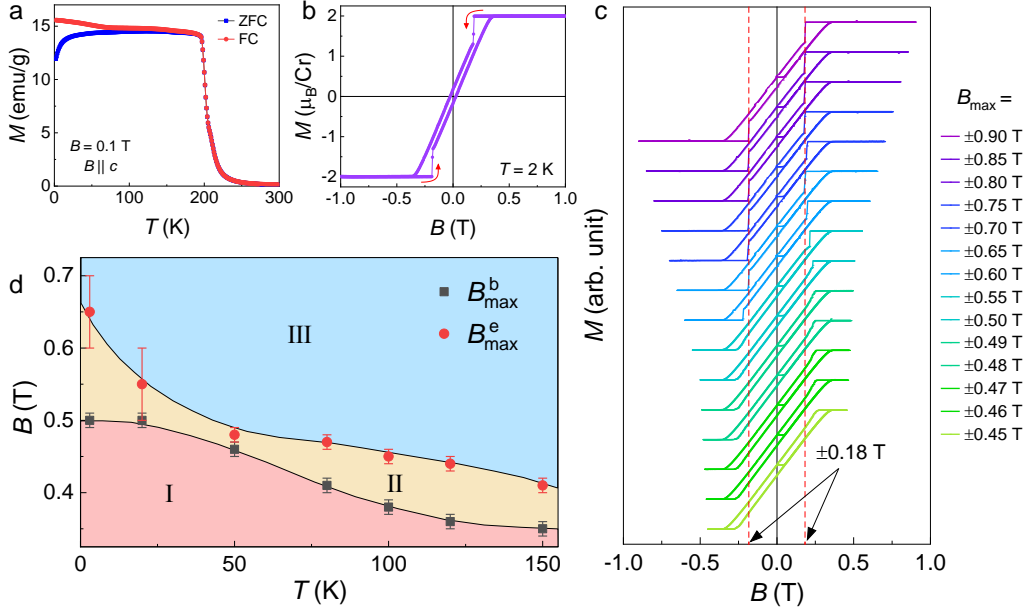 a
ZFC
FC
M (emu/g)
15
10
5
0
B = 0.1 T
B || c
0
100
200
300
T (K)
b
M (μB/Cr)
2
1
0
-1
-2
T = 2 K
-1.0
-0.5
0.0
0.5
1.0
B (T)
c
M (arb. unit)
±0.18 T
-1.0
-0.5
0.0
0.5
1.0
B (T)
Bmax =
±0.90 T
±0.85 T
±0.80 T
±0.75 T
±0.70 T
±0.65 T
±0.60 T
±0.55 T
±0.50 T
±0.49 T
±0.48 T
±0.47 T
±0.46 T
±0.45 T
d
B (T)
0.7
0.6
0.5
0.4
III
II
I
B^b_max
B^e_max
0
50
100
150
T (K)